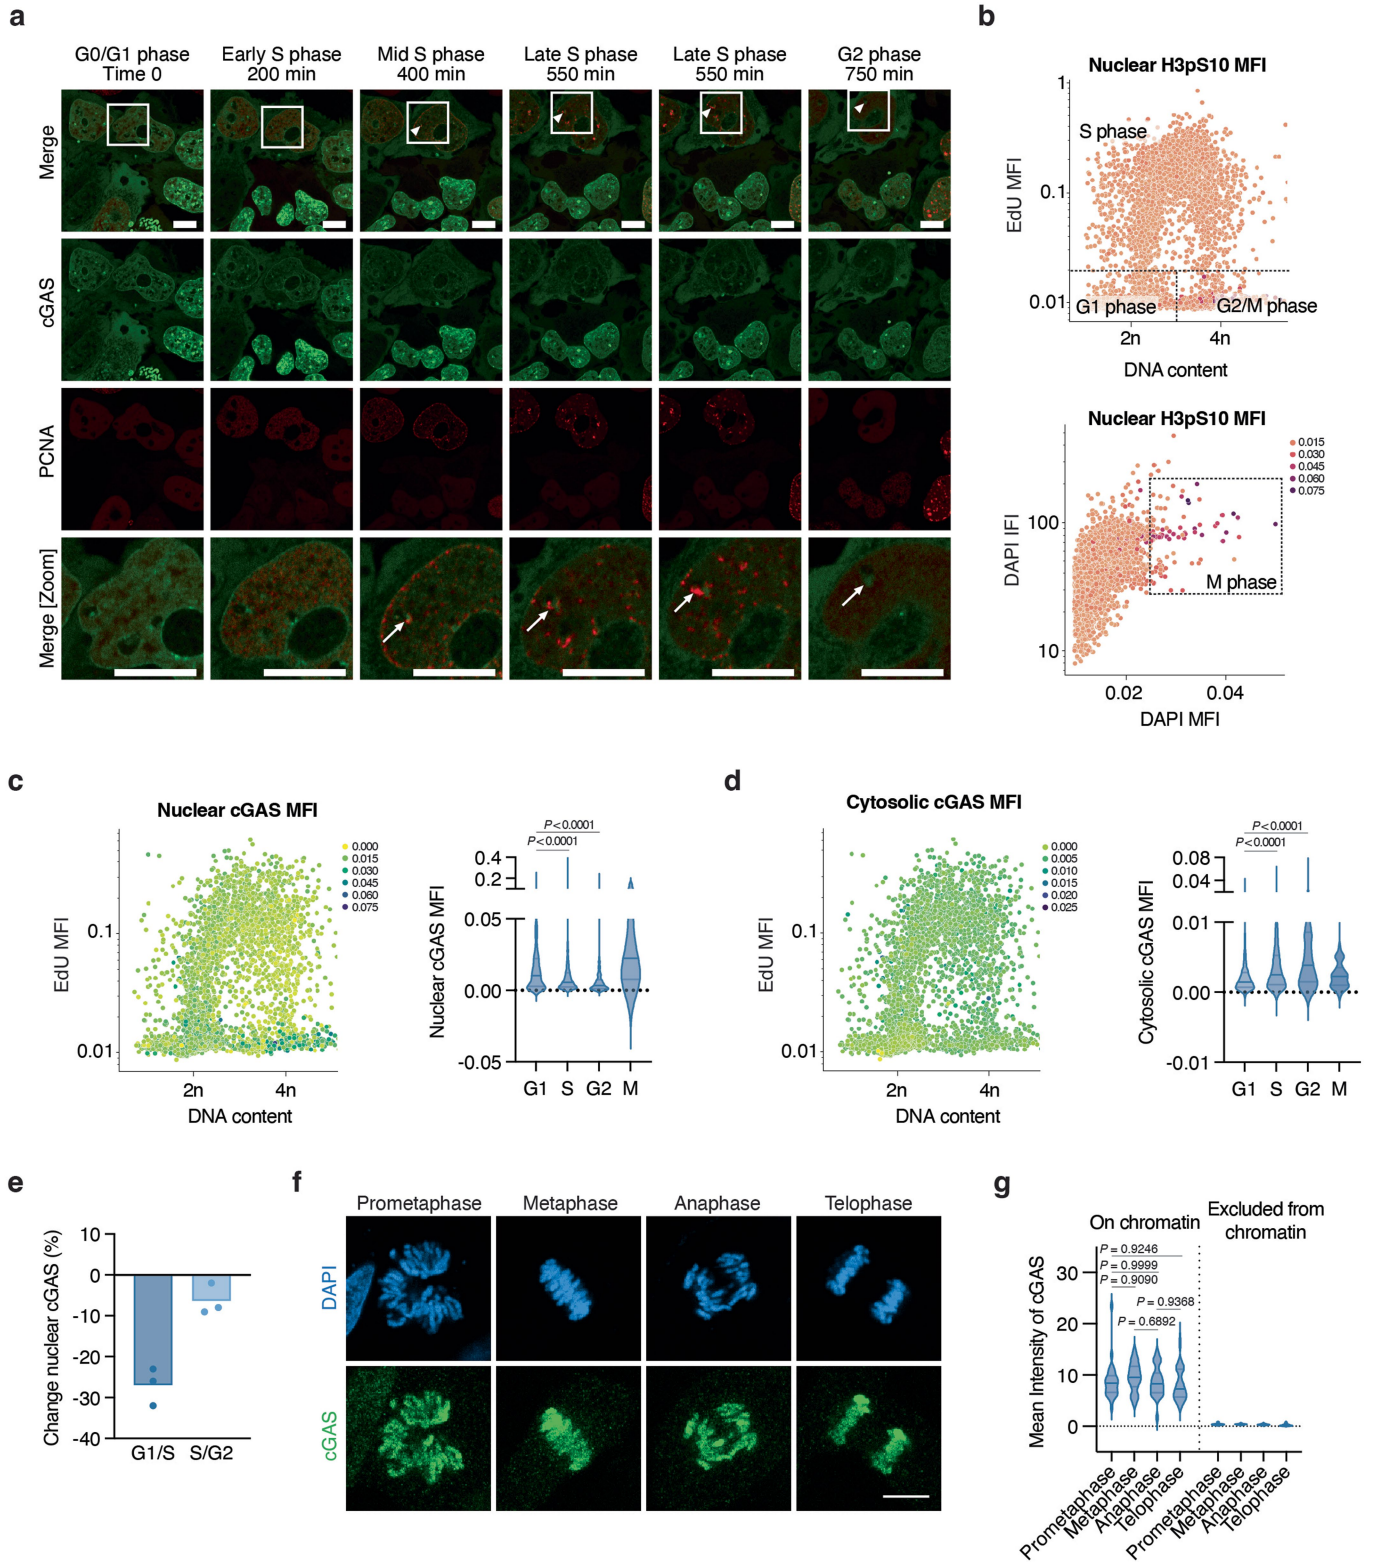 a
G0/G1 phase
Time 0
Early S phase
200 min
Mid S phase
400 min
Late S phase
550 min
Late S phase
550 min
G2 phase
750 min
Merge
cGAS
PCNA
Merge [Zoom]
b
Nuclear H3pS10 MFI
1
0.1
0.01
EdU MFI
S phase
G1 phase
G2/M phase
2n
4n
DNA content
Nuclear H3pS10 MFI
0.015
0.030
0.045
0.060
0.075
100
10
DAPI IFI
M phase
0.02
0.04
DAPI MFI
c
Nuclear cGAS MFI
0.000
0.015
0.030
0.045
0.060
0.075
0.1
0.01
EdU MFI
2n
4n
DNA content
P < 0.0001
P < 0.0001
0.4
0.2
0.05
0.00
-0.05
Nuclear cGAS MFI
G1
S
G2
M
d
Cytosolic cGAS MFI
0.000
0.005
0.010
0.015
0.020
0.025
0.1
0.01
EdU MFI
2n
4n
DNA content
P < 0.0001
P < 0.0001
0.08
0.04
0.01
0.00
-0.01
Cytosolic cGAS MFI
G1
S
G2
M
e
Change nuclear cGAS (%)
10
0
-10
-20
-30
-40
G1/S
S/G2
f
Prometaphase
Metaphase
Anaphase
Telophase
DAPI
cGAS
g
On chromatin
Excluded from
chromatin
P = 0.9246
P = 0.9999
P = 0.9090
P = 0.9368
P = 0.6892
30
20
10
0
Mean Intensity of cGAS
Prometaphase
Metaphase
Anaphase
Telophase
Prometaphase
Metaphase
Anaphase
Telophase